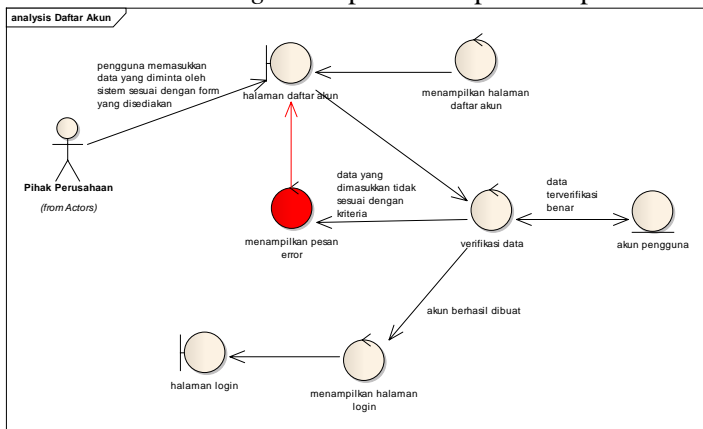 analysis Daftar Akun
pengguna memasukkan
data yang diminta oleh
sistem sesuai dengan form
yang disediakan
halaman daftar akun
menampilkan halaman
daftar akun
Pihak Perusahaan
(from Actors)
data yang
dimasukkan tidak
sesuai dengan
kriteria
data
terverifikasi
benar
menampilkan pesan
error
verifikasi data
akun pengguna
akun berhasil dibuat
halaman login
menampilkan halaman
login